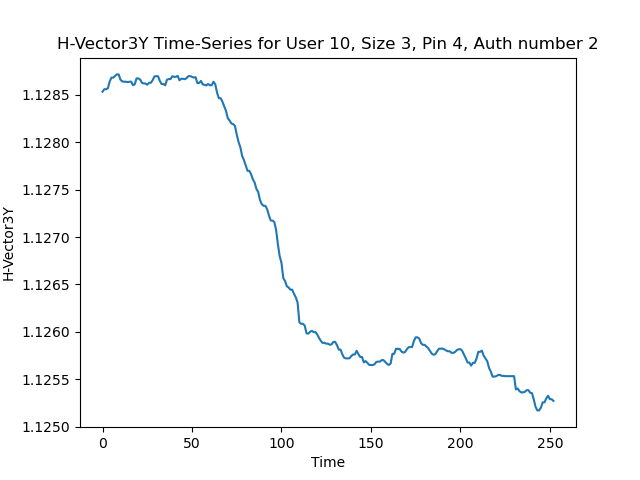 H-Vector3Y Time-Series for User 10, Size 3, Pin 4, Auth number 2
1.1285
1.1280
1.1275
1.1270
1.1265
1.1260
1.1255
1.1250
H-Vector3Y
0 50 100 150 200 250
Time